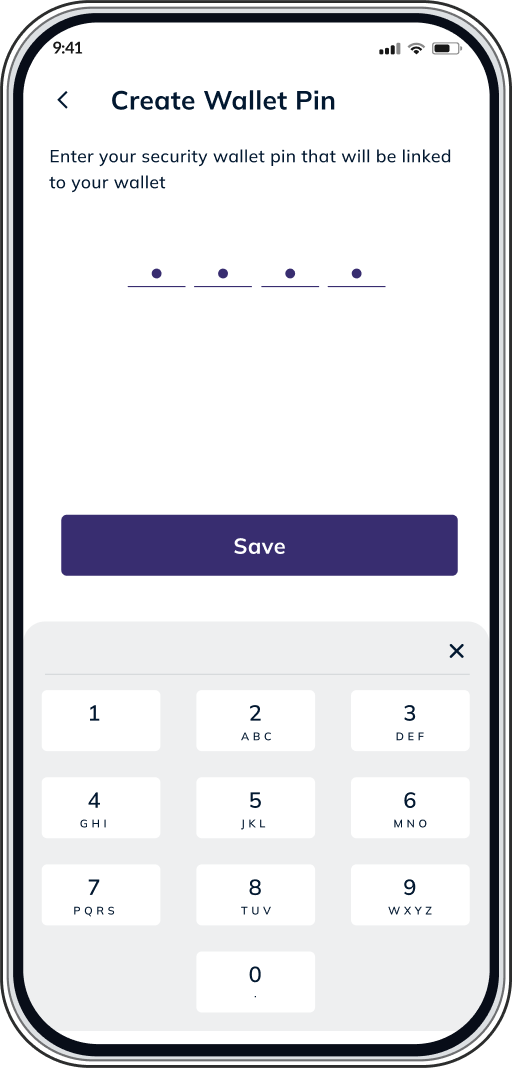 9:41
Create Wallet Pin
Enter your security wallet pin that will be linked
to your wallet
Save
1
2
ABC
3
DEF
4
GHI
5
JKL
6
MNO
7
PQRS
8
TUV
9
WXYZ
0
.